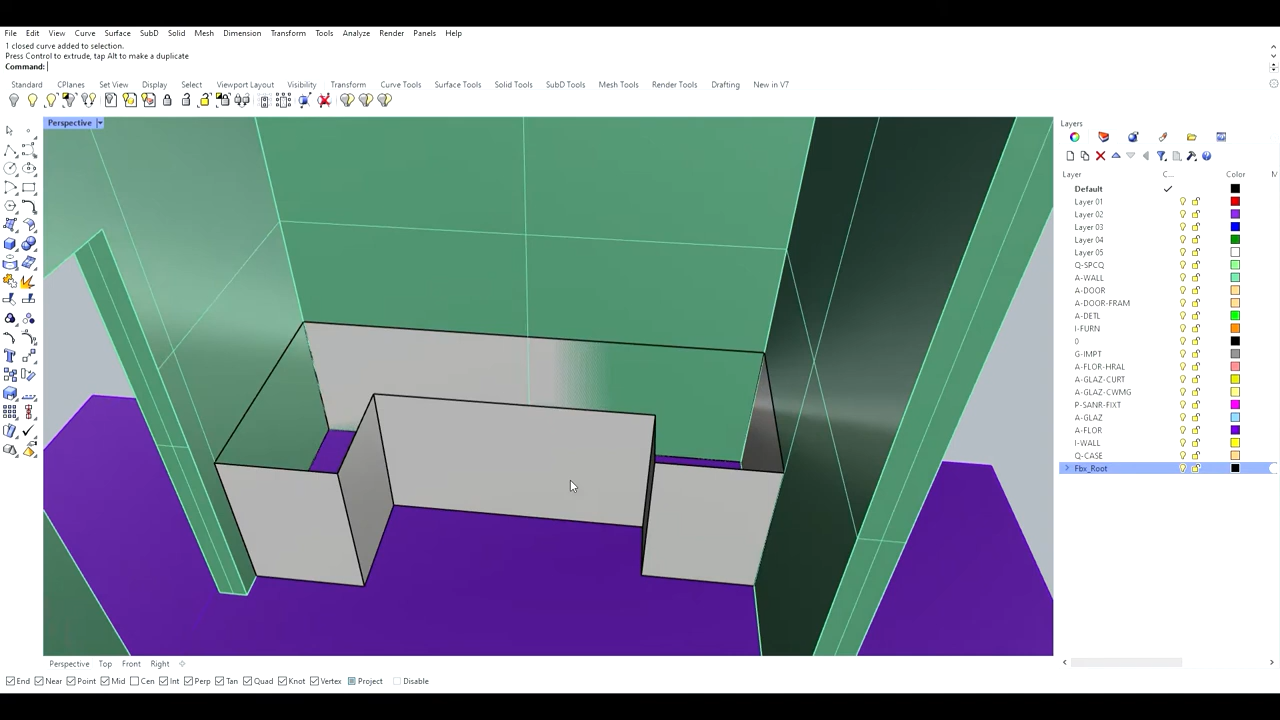 File Edit View Curve Surface SubD Solid Mesh Dimension Transform Tools Analyze Render Panels Help
1 closed curve added to selection.
Press Control to extrude, tap Alt to make a duplicate
Command:
Standard CPlanes Set View Display Select Viewport Layout Visibility Transform Curve Tools Surface Tools Solid Tools SubD Tools Mesh Tools Render Tools Drafting New in V7
Perspective
Layers
Layer C... Color M
Default
Layer 01
Layer 02
Layer 03
Layer 04
Layer 05
Q-SPCQ
A-WALL
A-DOOR
A-DOOR-FRAM
A-DETL
I-FURN
0
G-IMPT
A-FLOR-HRAL
A-GLAZ-CURT
A-GLAZ-CWMG
P-SANR-FIXT
A-GLAZ
A-FLOR
I-WALL
Q-CASE
Fbx_Root
Perspective Top Front Right
End Near Point Mid Cen Int Perp Tan Quad Knot Vertex Project Disable